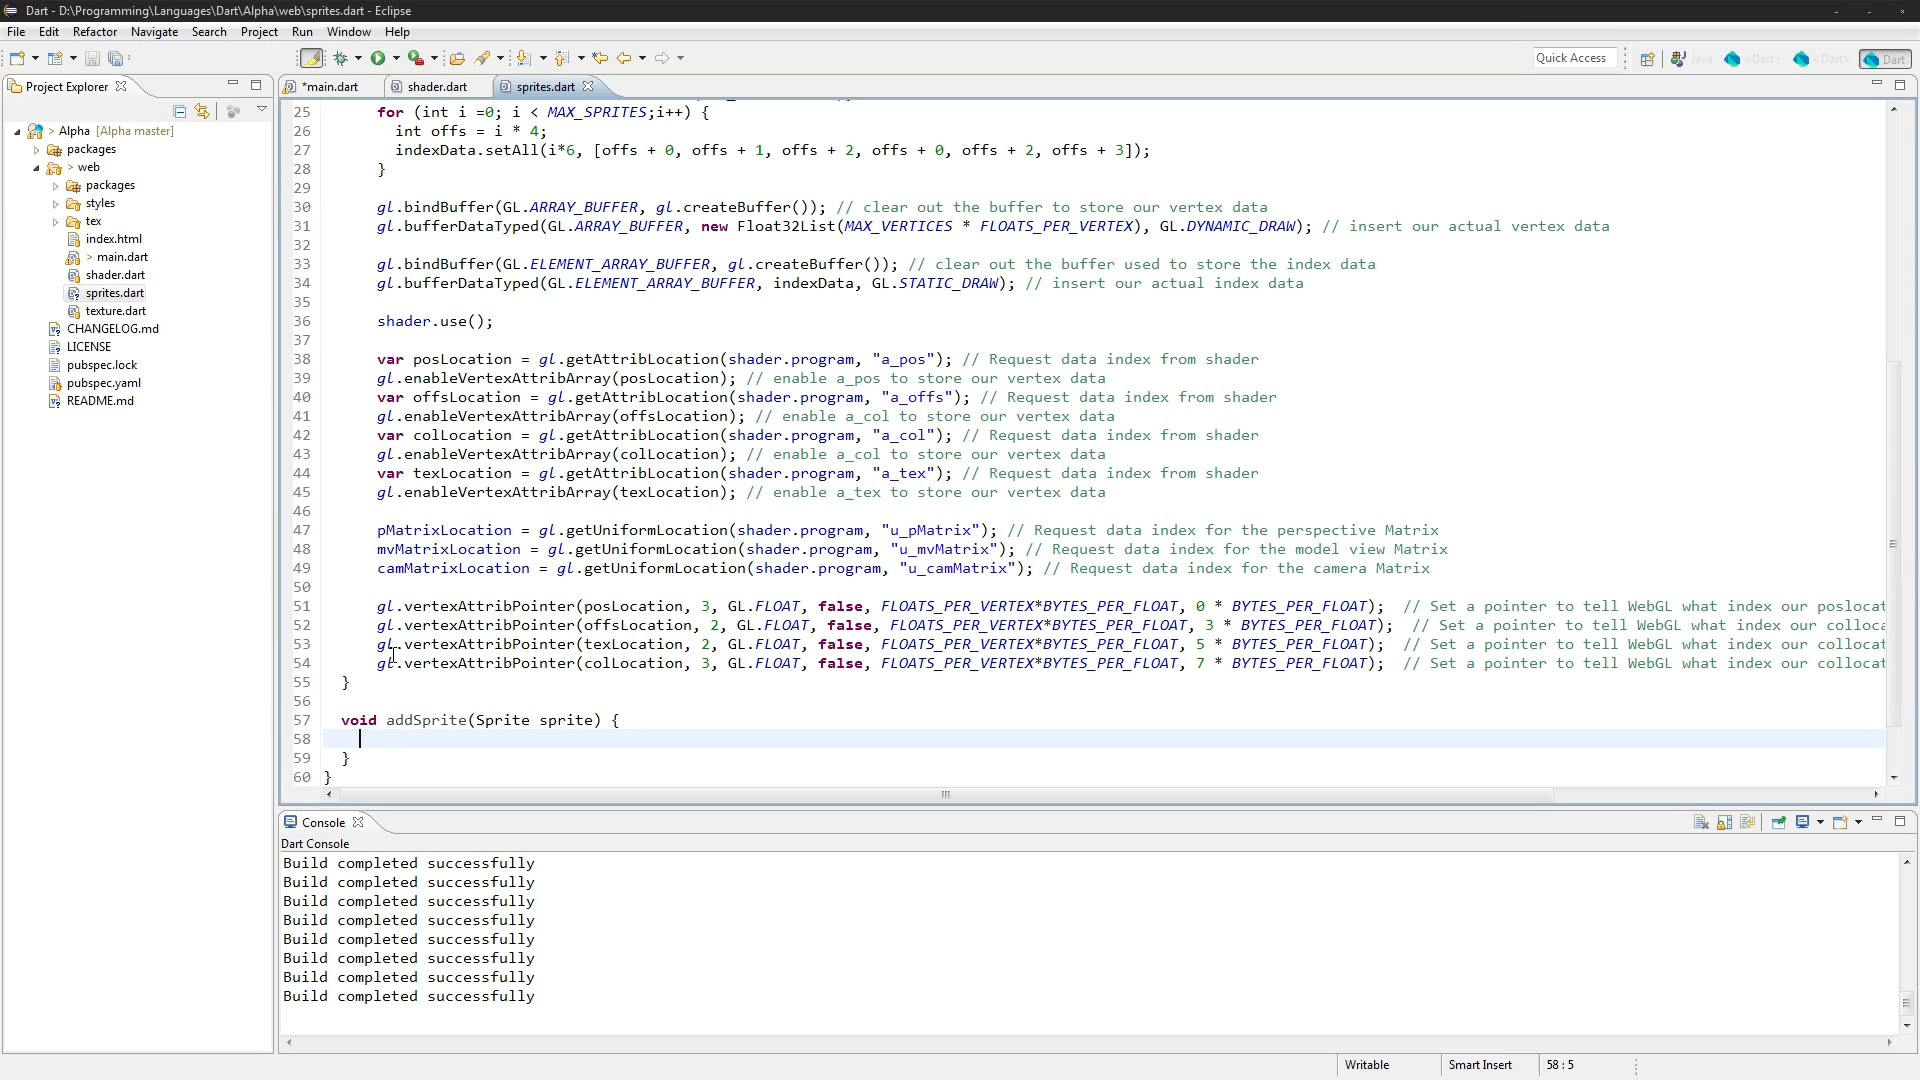 Dart - D:\Programming\Languages\Dart\Alpha\web\sprites.dart - Eclipse
File Edit Refactor Navigate Search Project Run Window Help
Quick Access
Java
<Dart>
<Dart>
Dart
Project Explorer
*main.dart
shader.dart
sprites.dart
> Alpha [Alpha master]
packages
> web
packages
styles
tex
index.html
> main.dart
shader.dart
sprites.dart
texture.dart
CHANGELOG.md
LICENSE
pubspec.lock
pubspec.yaml
README.md
25 for (int i =0; i < MAX_SPRITES;i++) {
26 int offs = i * 4;
27 indexData.setAll(i*6, [offs + 0, offs + 1, offs + 2, offs + 0, offs + 2, offs + 3]);
28 }
29
30 gl.bindBuffer(GL.ARRAY_BUFFER, gl.createBuffer()); // clear out the buffer to store our vertex data
31 gl.bufferDataTyped(GL.ARRAY_BUFFER, new Float32List(MAX_VERTICES * FLOATS_PER_VERTEX), GL.DYNAMIC_DRAW); // insert our actual vertex data
32
33 gl.bindBuffer(GL.ELEMENT_ARRAY_BUFFER, gl.createBuffer()); // clear out the buffer used to store the index data
34 gl.bufferDataTyped(GL.ELEMENT_ARRAY_BUFFER, indexData, GL.STATIC_DRAW); // insert our actual index data
35
36 shader.use();
37
38 var posLocation = gl.getAttribLocation(shader.program, "a_pos"); // Request data index from shader
39 gl.enableVertexAttribArray(posLocation); // enable a_pos to store our vertex data
40 var offsLocation = gl.getAttribLocation(shader.program, "a_offs"); // Request data index from shader
41 gl.enableVertexAttribArray(offsLocation); // enable a_col to store our vertex data
42 var colLocation = gl.getAttribLocation(shader.program, "a_col"); // Request data index from shader
43 gl.enableVertexAttribArray(colLocation); // enable a_col to store our vertex data
44 var texLocation = gl.getAttribLocation(shader.program, "a_tex"); // Request data index from shader
45 gl.enableVertexAttribArray(texLocation); // enable a_tex to store our vertex data
46
47 pMatrixLocation = gl.getUniformLocation(shader.program, "u_pMatrix"); // Request data index for the perspective Matrix
48 mvMatrixLocation = gl.getUniformLocation(shader.program, "u_mvMatrix"); // Request data index for the model view Matrix
49 camMatrixLocation = gl.getUniformLocation(shader.program, "u_camMatrix"); // Request data index for the camera Matrix
50
51 gl.vertexAttribPointer(posLocation, 3, GL.FLOAT, false, FLOATS_PER_VERTEX*BYTES_PER_FLOAT, 0 * BYTES_PER_FLOAT); // Set a pointer to tell WebGL what index our poslocat
52 gl.vertexAttribPointer(offsLocation, 2, GL.FLOAT, false, FLOATS_PER_VERTEX*BYTES_PER_FLOAT, 3 * BYTES_PER_FLOAT); // Set a pointer to tell WebGL what index our colloca
53 gl.vertexAttribPointer(texLocation, 2, GL.FLOAT, false, FLOATS_PER_VERTEX*BYTES_PER_FLOAT, 5 * BYTES_PER_FLOAT); // Set a pointer to tell WebGL what index our collocat
54 gl.vertexAttribPointer(colLocation, 3, GL.FLOAT, false, FLOATS_PER_VERTEX*BYTES_PER_FLOAT, 7 * BYTES_PER_FLOAT); // Set a pointer to tell WebGL what index our collocat
55 }
56
57 void addSprite(Sprite sprite) {
58
59 }
60 }
Console
Dart Console
Build completed successfully
Build completed successfully
Build completed successfully
Build completed successfully
Build completed successfully
Build completed successfully
Build completed successfully
Build completed successfully
Writable
Smart Insert
58 : 5